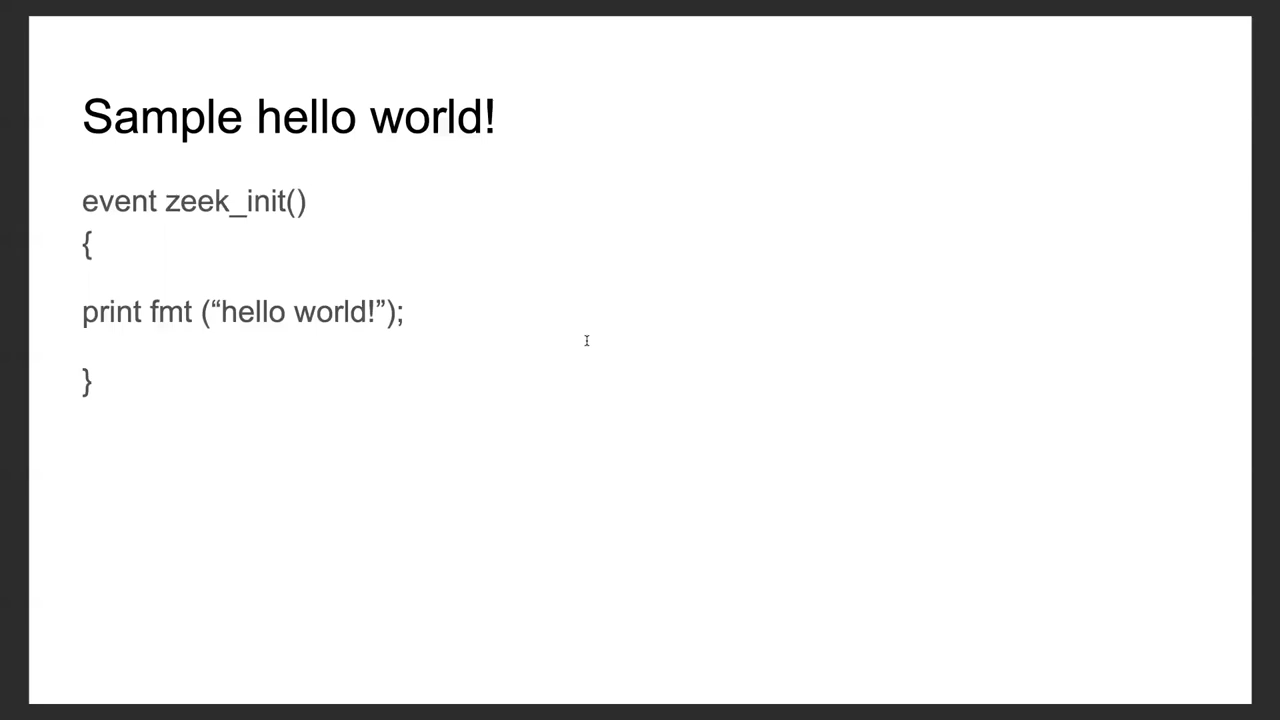 Sample hello world!
event zeek_init()
{
print fmt (“hello world!”);
}